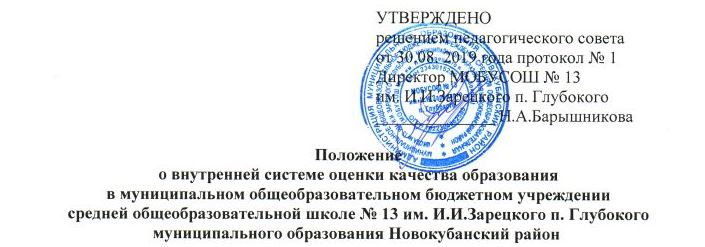 УТВЕРЖДЕНО
решением педагогического совета
от 30.08. 2019 года протокол № 1
Директор МОБУСОШ № 13
им. И.И.Зарецкого п. Глубокого
Н.А.Барышникова
Положение
о внутренней системе оценки качества образования
в муниципальном общеобразовательном бюджетном учреждении
средней общеобразовательной школе № 13 им. И.И.Зарецкого п. Глубокого
муниципального образования Новокубанский район